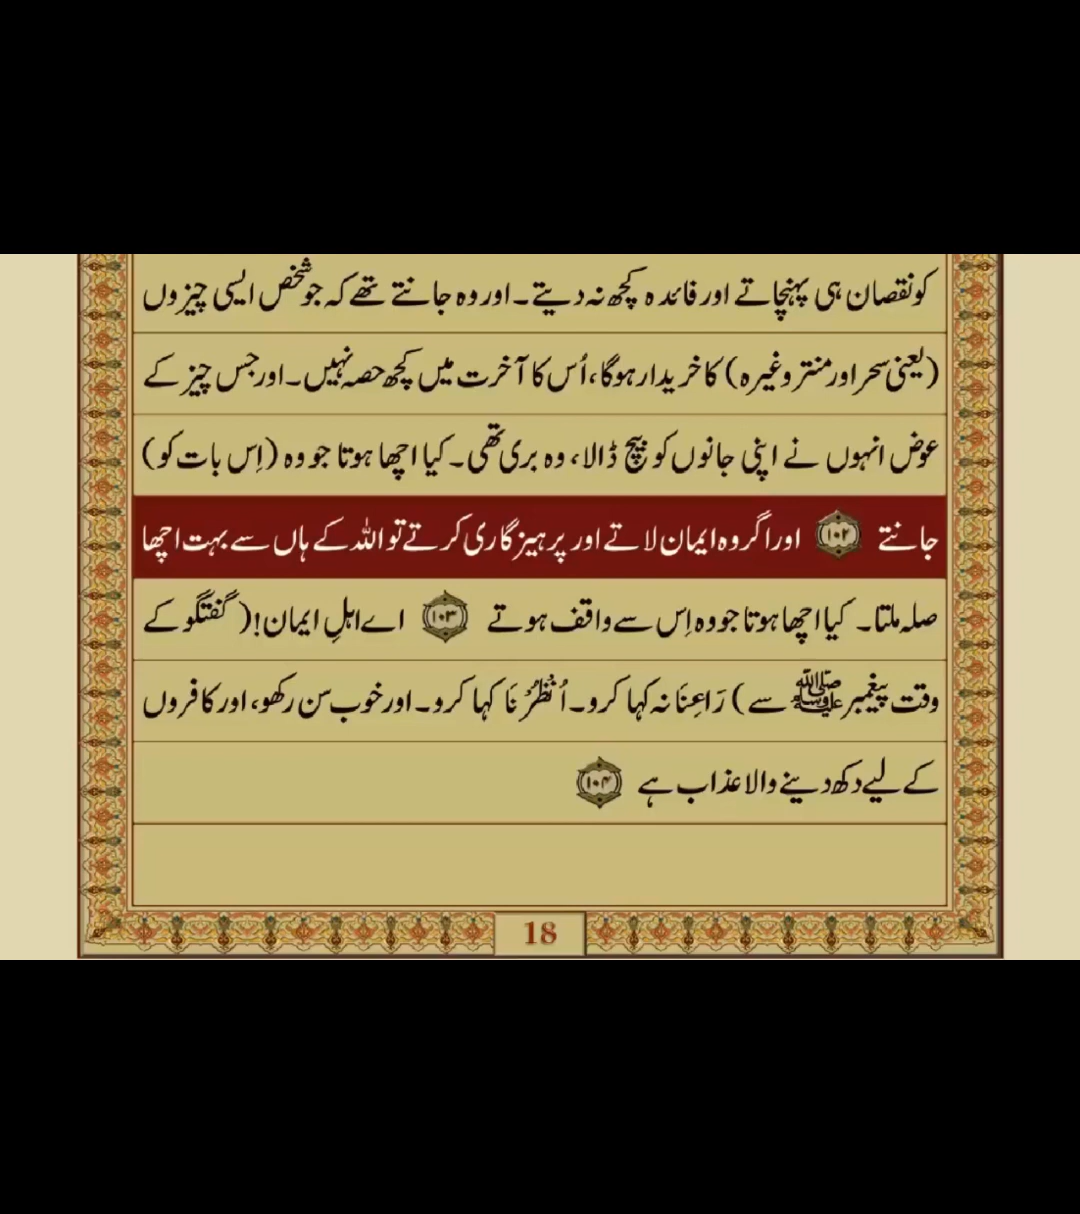 کو نقصان ہی پہنچاتے اور فائدہ کچھ نہ دیتے۔ اور وہ جانتے تھے کہ جو شخص ایسی چیزوں
(یعنی سحر اور منتر وغیرہ) کا خریدار ہوگا، اُس کا آخرت میں کچھ حصہ نہیں۔ اور جس چیز کے
عوض انہوں نے اپنی جانوں کو بیچ ڈالا، وہ بری تھی۔ کیا اچھا ہوتا جو وہ (اِس بات کو)
جانتے ۱۰۲ اور اگر وہ ایمان لاتے اور پرہیزگاری کرتے تو اللہ کے ہاں سے بہت اچھا
صلہ ملتا۔ کیا اچھا ہوتا جو وہ اِس سے واقف ہوتے ۱۰۳ اے اہلِ ایمان! (گفتگو کے
وقت پیغمبر ﷺ سے) رَاعِنَا نہ کہا کرو۔ اُنْظُرْنَا کہا کرو۔ اور خوب سن رکھو، اور کافروں
کے لیے دکھ دینے والا عذاب ہے ۱۰۴
18